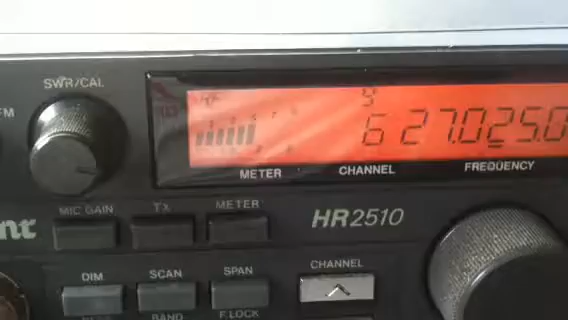 SWR/CAL
FM
6 27.025.0
METER CHANNEL FREQUENCY
MIC GAIN TX METER
HR2510
nt
DIM SCAN SPAN CHANNEL
BAND F.LOCK